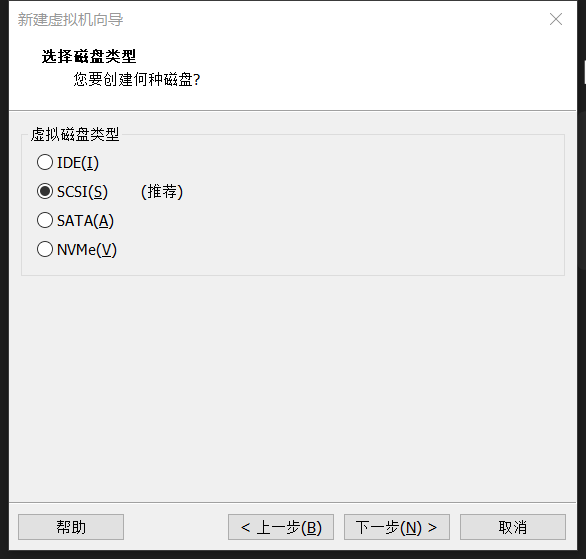 新建虚拟机向导
选择磁盘类型
您要创建何种磁盘?
虚拟磁盘类型
IDE(I)
SCSI(S) (推荐)
SATA(A)
NVMe(V)
帮助 < 上一步(B) 下一步(N) > 取消